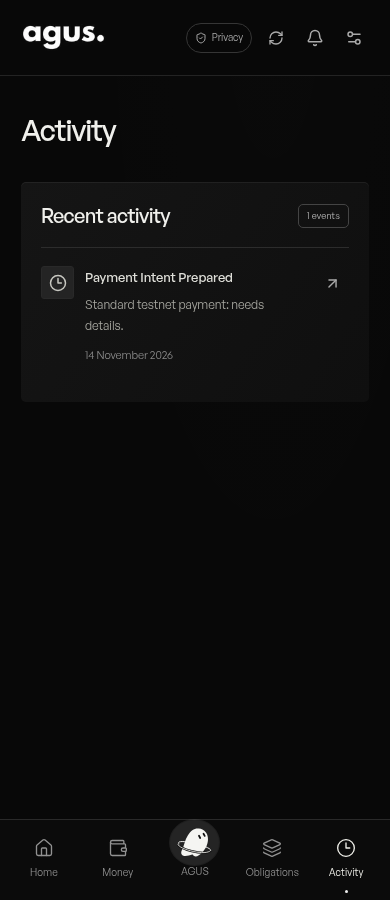 agus.
Privacy
Activity
Recent activity
1 events
Payment Intent Prepared
Standard testnet payment: needs
details.
14 November 2026
Home
Money
AGUS
Obligations
Activity